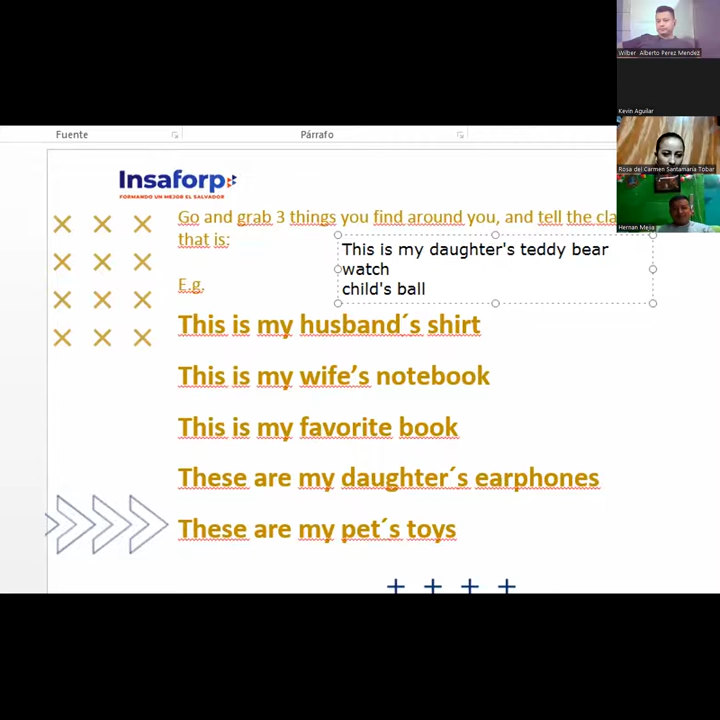 Wilber Alberto Perez Mendez
Kevin Aguilar
Rosa del Carmen Santamaria Tobar
Hernan Mejia
Fuente
Párrafo
Insaforp
FORMANDO UN MEJOR EL SALVADOR
Go and grab 3 things you find around you, and tell the cla
that is:
This is my daughter's teddy bear
watch
child's ball
E.g.
This is my husband´s shirt
This is my wife’s notebook
This is my favorite book
These are my daughter´s earphones
These are my pet´s toys